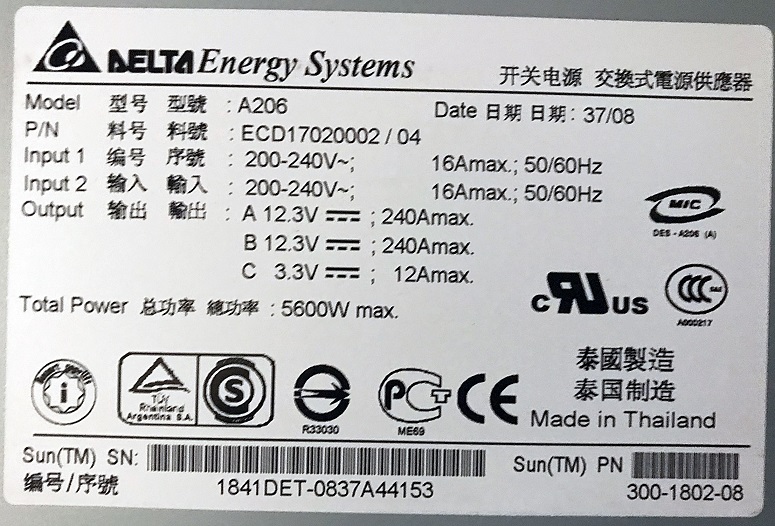 DELTA Energy Systems
开关电源 交換式電源供應器
Model 型号 型號 : A206
Date 日期 日期: 37/08
P/N 料号 料號 : ECD17020002 / 04
Input 1 编号 序號 : 200-240V~; 16Amax.; 50/60Hz
Input 2 输入 輸入 : 200-240V~; 16Amax.; 50/60Hz
Output 输出 輸出 : A 12.3V ; 240Amax.
B 12.3V ; 240Amax.
C 3.3V ; 12Amax.
MIC
DES - A206 (A)
Total Power 总功率 總功率 : 5600W max.
c RU US
CCC
A000217
泰國製造
泰国制造
Made in Thailand
i
TÜV
Rheinland
Argentina S.A.
S
R33030
PCT
ME69
CE
Sun(TM) SN:
编号/序號
1841DET-0837A44153
Sun(TM) PN
300-1802-08